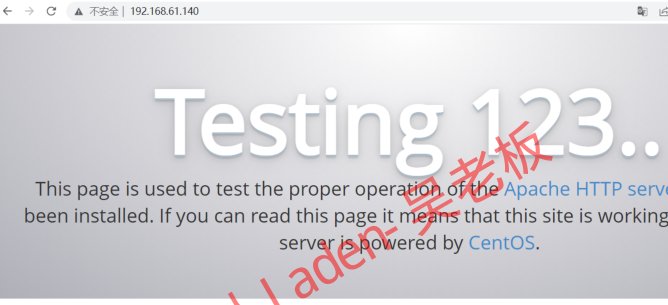 不安全 | 192.168.61.140
Testing 123..
This page is used to test the proper operation of the Apache HTTP serve
been installed. If you can read this page it means that this site is working
server is powered by CentOS.
aden-吴老板